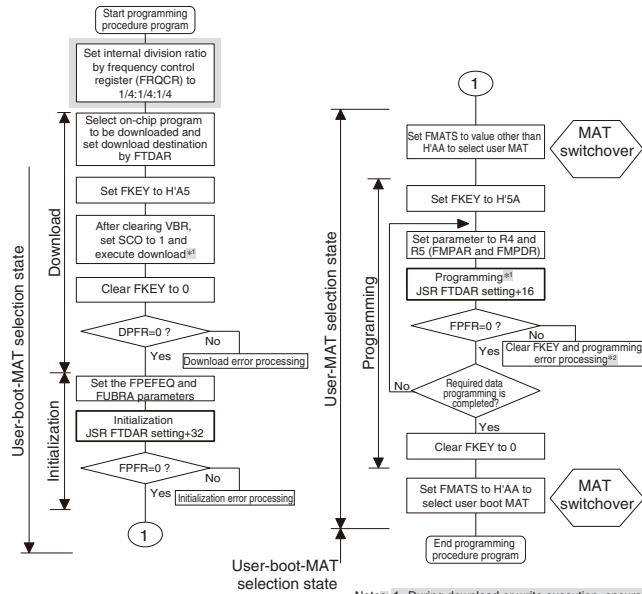 Start programming
procedure program
Set internal division ratio
by frequency control
register (FRQCR) to
1/4:1/4:1/4
Select on-chip program
to be downloaded and
set download destination
by FTDAR
Set FKEY to H'A5
After clearing VBR,
set SCO to 1 and
execute download*1
Clear FKEY to 0
DPFR=0 ?
No
Yes
Download error processing
Set the FPEFEQ and
FUBRA parameters
Initialization
JSR FTDAR setting+32
FPFR=0 ?
No
Yes
Initialization error processing
1
Download
Initialization
User-boot-MAT selection state
1
Set FMATS to value other than
H'AA to select user MAT
MAT
switchover
Set FKEY to H'5A
Set parameter to R4 and
R5 (FMPAR and FMPDR)
Programming*1
JSR FTDAR setting+16
FPFR=0 ?
No
Yes
Clear FKEY and programming
error processing*2
Required data
programming is
completed?
No
Yes
Clear FKEY to 0
Set FMATS to H'AA to
select user boot MAT
MAT
switchover
End programming
procedure program
Programming
User-MAT selection state
User-boot-MAT
selection state